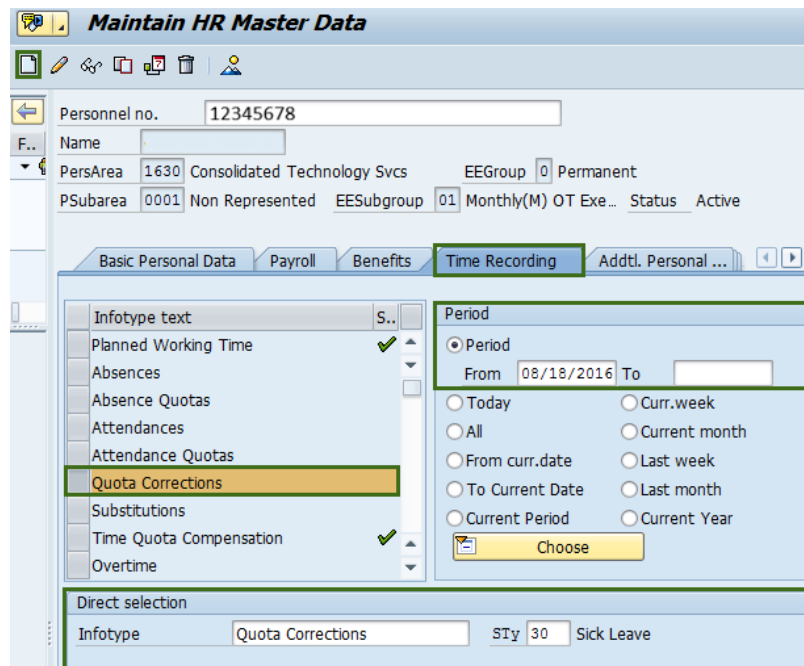 Maintain HR Master Data
Personnel no. 12345678
F.. Name
PersArea 1630 Consolidated Technology Svcs EEGroup 0 Permanent
PSubarea 0001 Non Represented EESubgroup 01 Monthly(M) OT Exe... Status Active
Basic Personal Data Payroll Benefits Time Recording Addtl. Personal ...
Infotype text S..
Planned Working Time
Absences
Absence Quotas
Attendances
Attendance Quotas
Quota Corrections
Substitutions
Time Quota Compensation
Overtime
Period
Period
From 08/18/2016 To
Today Curr.week
All Current month
From curr.date Last week
To Current Date Last month
Current Period Current Year
Choose
Direct selection
Infotype Quota Corrections STy 30 Sick Leave